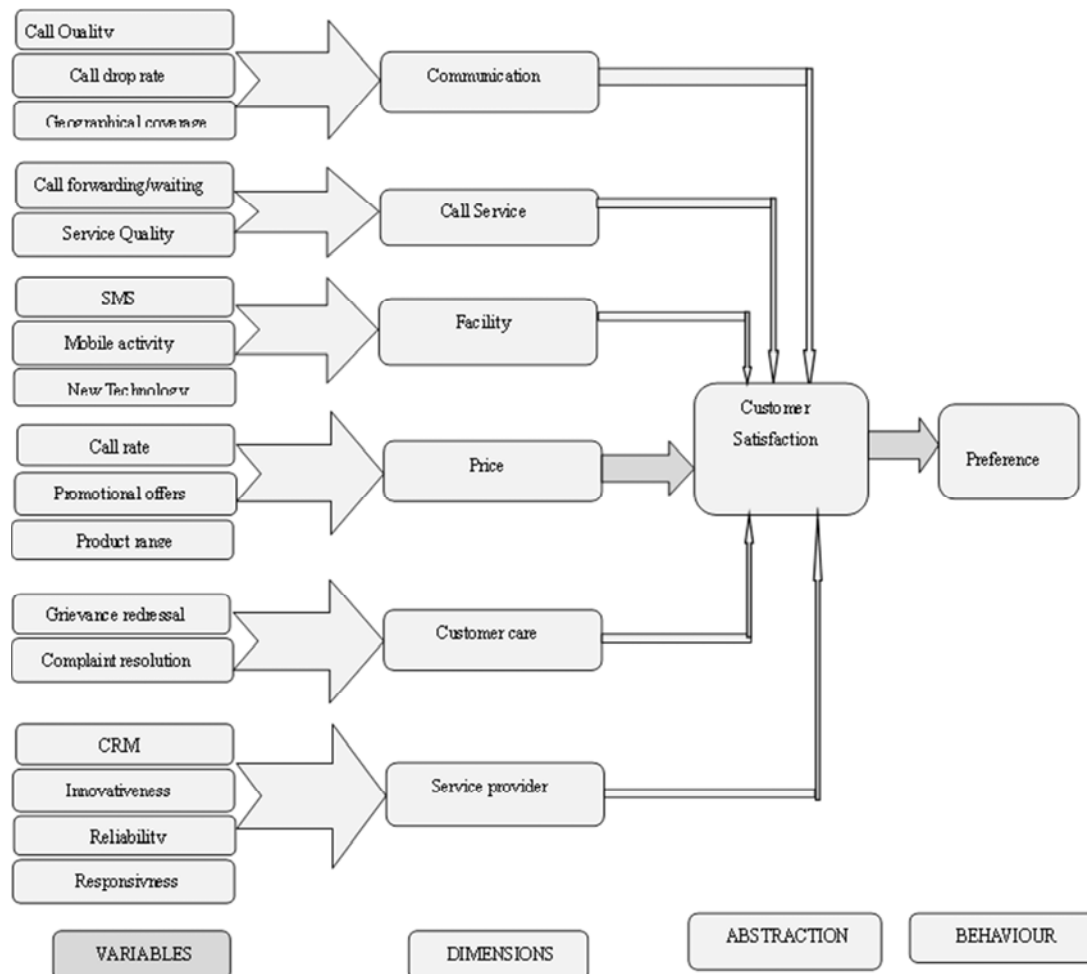 Call Quality
Call drop rate
Geographical coverage
Communication
Call forwarding/waiting
Service Quality
Call Service
SMS
Mobile activity
New Technology
Facility
Call rate
Promotional offers
Product range
Price
Customer
Satisfaction
Preference
Grievance redressal
Complaint resolution
Customer care
CRM
Innovativeness
Reliability
Responsivness
Service provider
VARIABLES
DIMENSIONS
ABSTRACTION
BEHAVIOUR